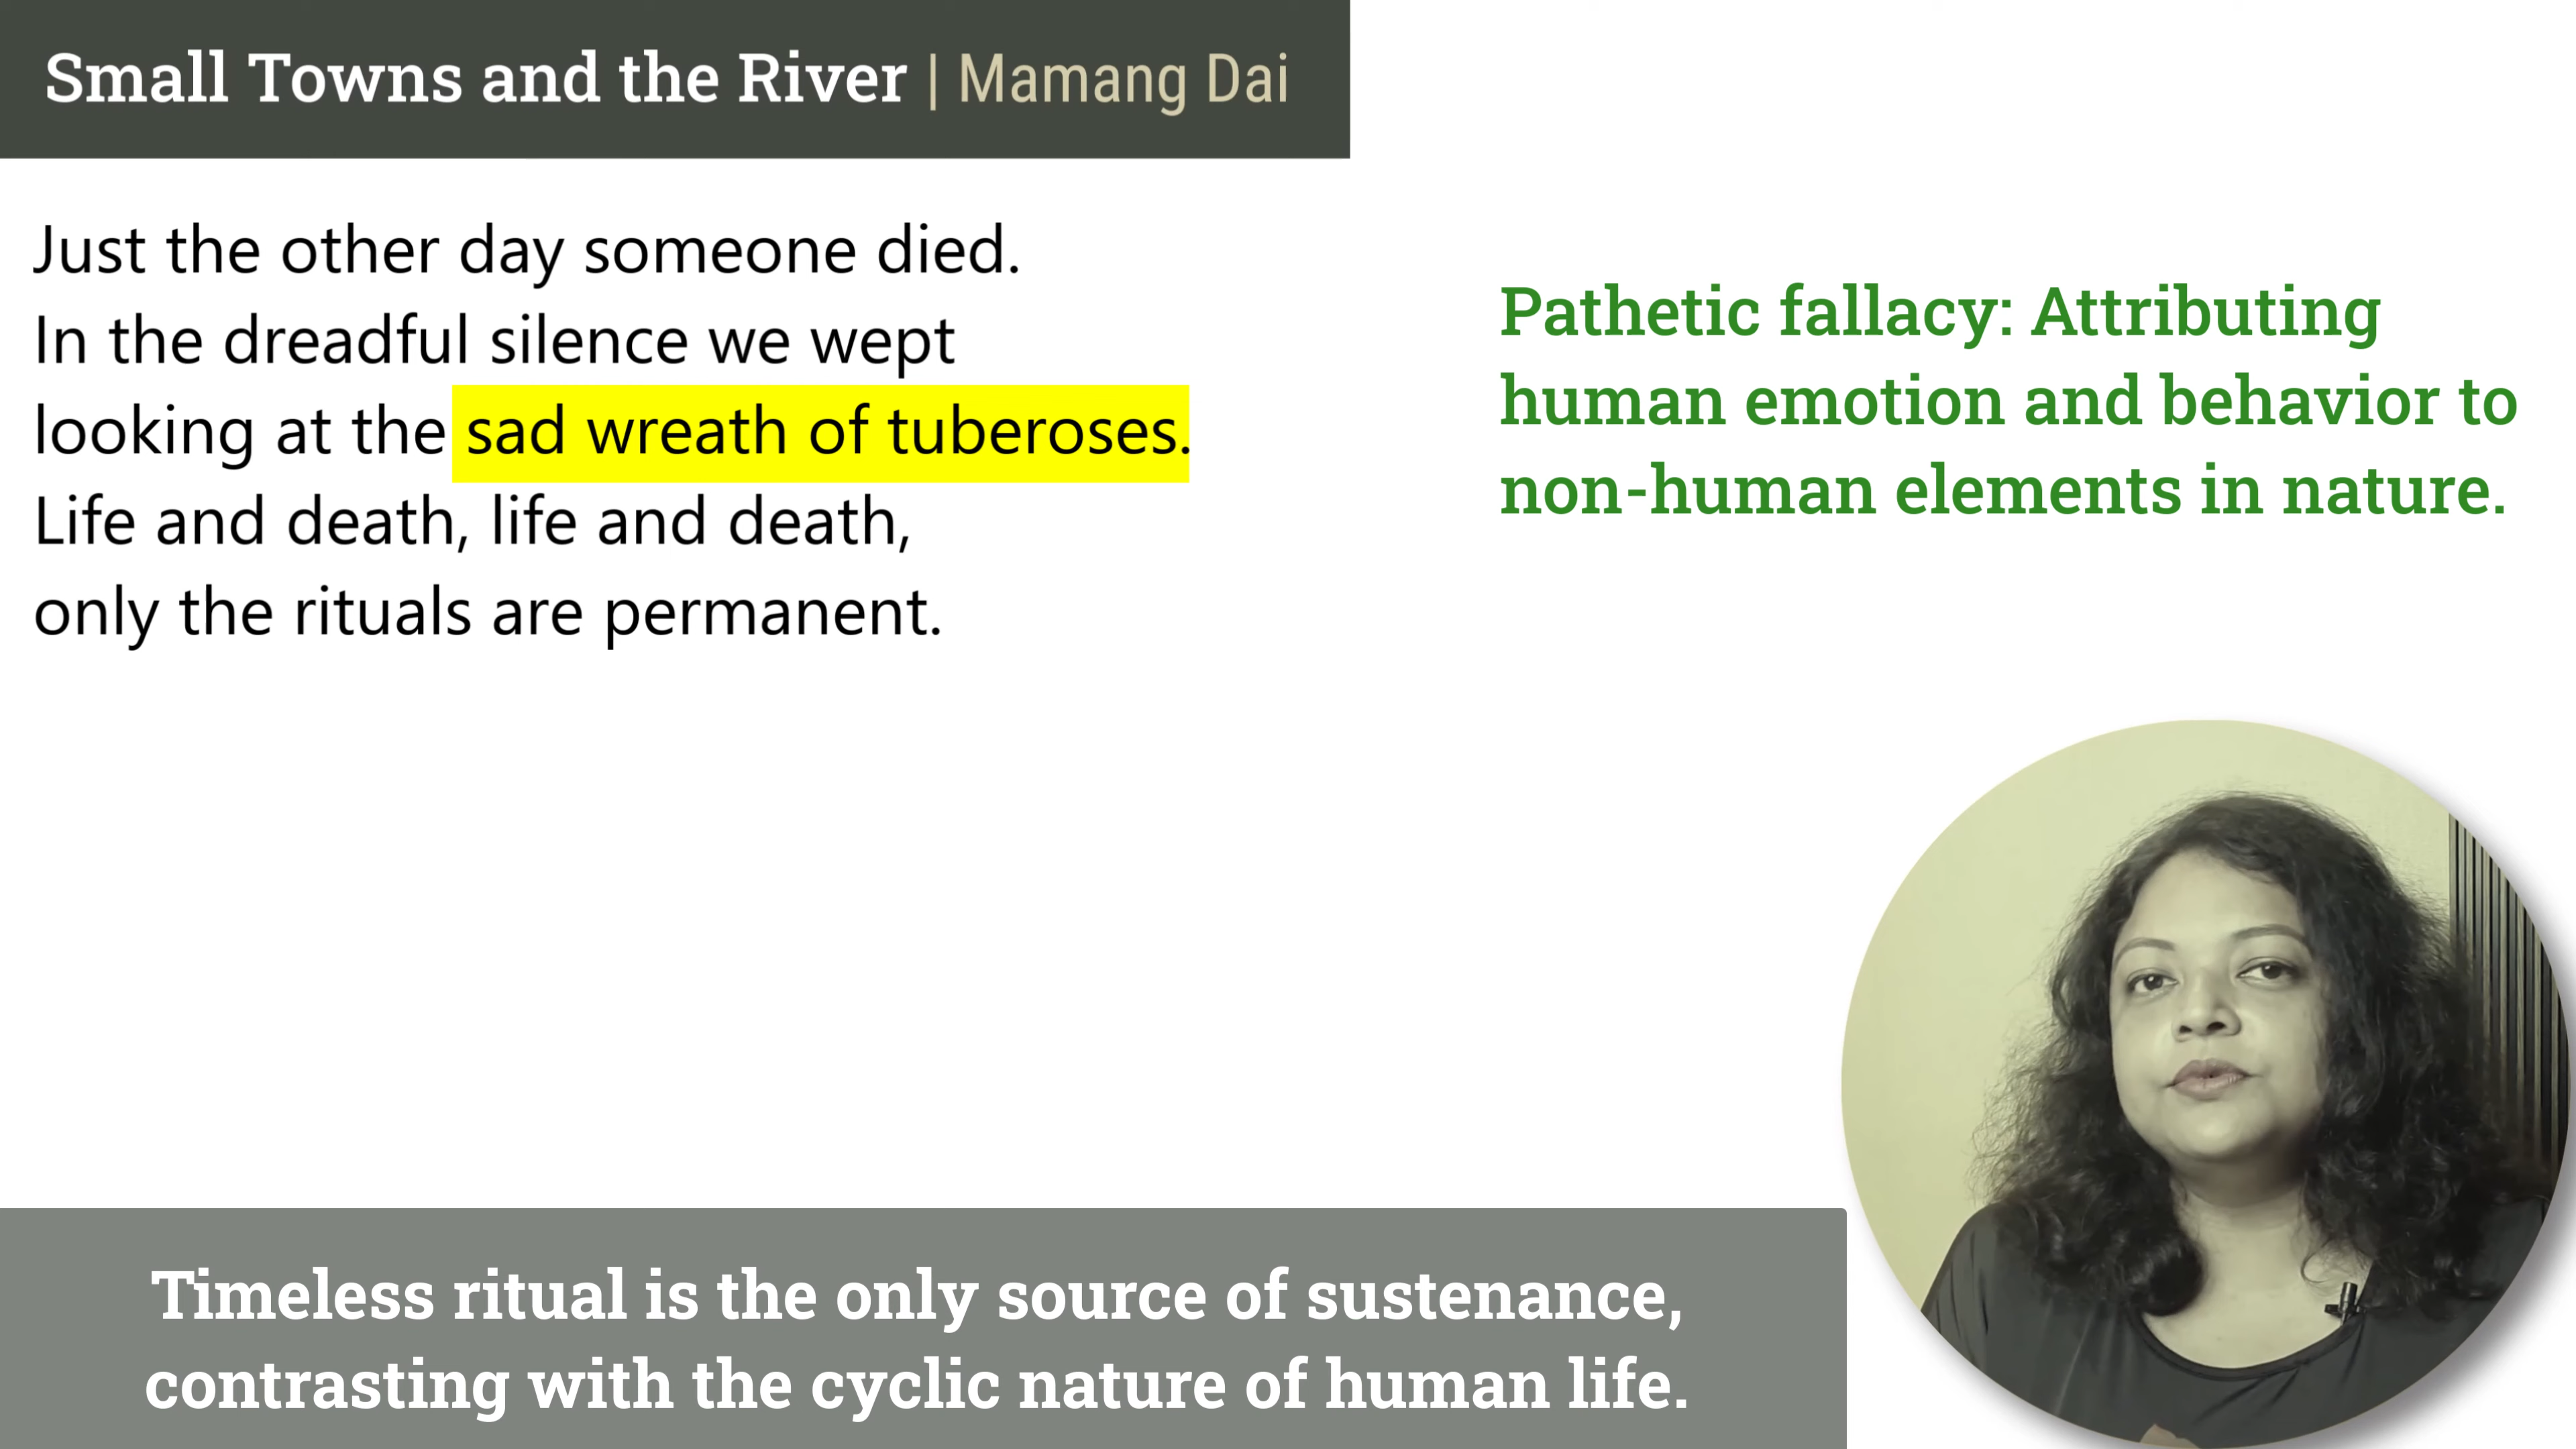 Small Towns and the River | Mamang Dai
Just the other day someone died.
In the dreadful silence we wept
looking at the sad wreath of tuberoses.
Life and death, life and death,
only the rituals are permanent.
Pathetic fallacy: Attributing
human emotion and behavior to
non-human elements in nature.
Timeless ritual is the only source of sustenance,
contrasting with the cyclic nature of human life.